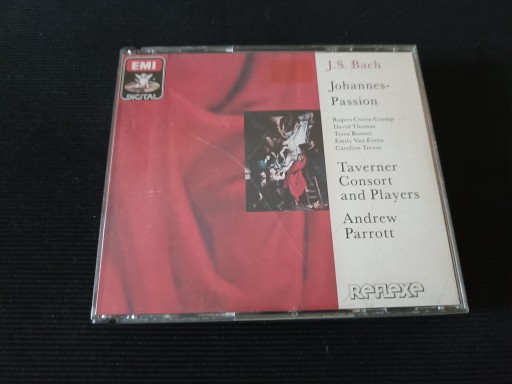 EMI
DIGITAL
J.S. Bach
Johannes-
Passion
Rogers Covey-Crump
David Thomas
Tessa Bonner
Emily Van Evera
Caroline Trevor
Taverner
Consort
and Players
Andrew
Parrott
REFLEXE